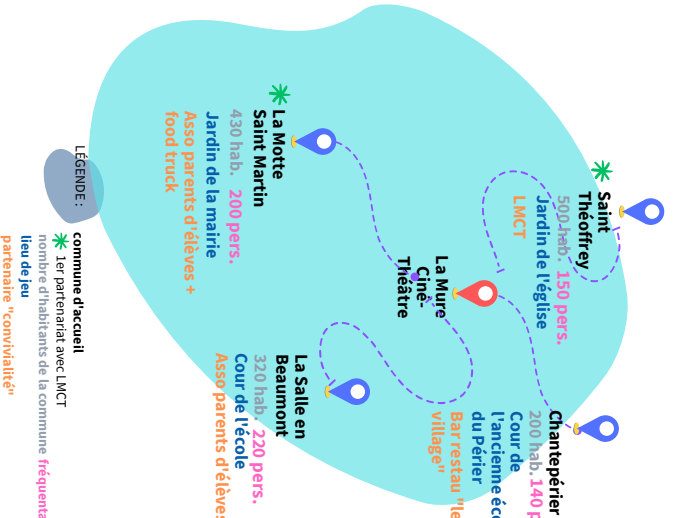 Saint
Théoffrey
500 hab. 150 pers.
Jardin de l'église
LMCT
Chantepérier
200 hab. 140 p
Cour de
l'ancienne éco
du Périer
Bar restau "le
village"
La Mure
Ciné-
Théâtre
La Salle en
Beaumont
320 hab. 220 pers.
Cour de l'école
Asso parents d'élèves
La Motte
Saint Martin
430 hab. 200 pers.
Jardin de la mairie
Asso parents d'élèves +
food truck
LÉGENDE :
commune d'accueil
1er partenariat avec LMCT
nombre d'habitants de la commune fréquenta
lieu de jeu
partenaire "convivialité"